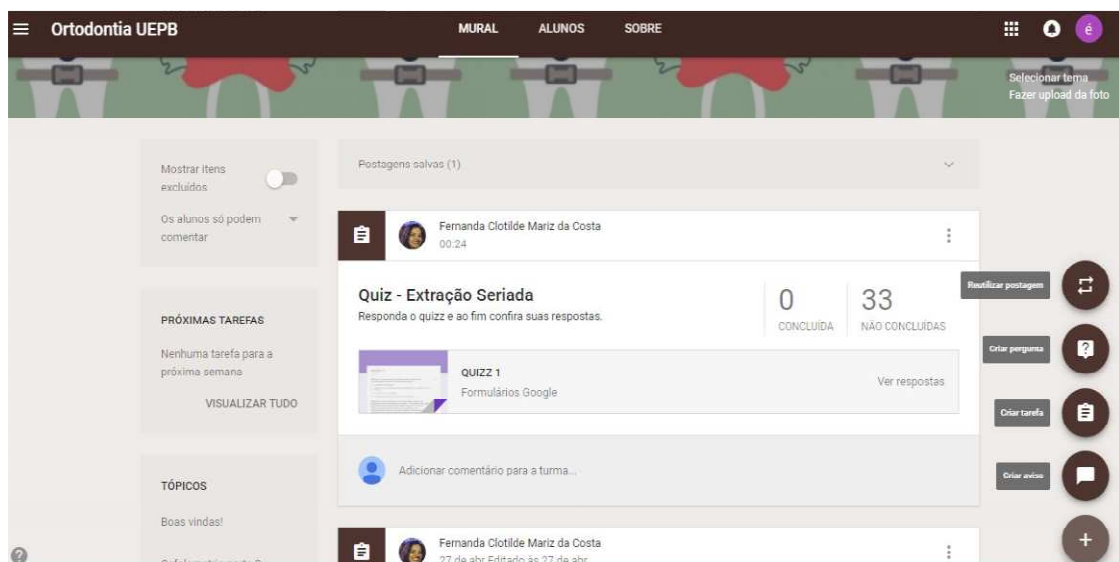 Ortodontia UEPB
MURAL
ALUNOS
SOBRE
é
Selecionar tema
Fazer upload da foto
Mostrar itens
excluídos
Os alunos só podem
comentar
PRÓXIMAS TAREFAS
Nenhuma tarefa para a
próxima semana
VISUALIZAR TUDO
TÓPICOS
Boas vindas!
Postagens salvas (1)
Fernanda Clotilde Mariz da Costa
00:24
Quiz - Extração Seriada
Responda o quizz e ao fim confira suas respostas.
0
CONCLUÍDA
33
NÃO CONCLUÍDAS
QUIZZ 1
Formulários Google
Ver respostas
Adicionar comentário para a turma...
Fernanda Clotilde Mariz da Costa
27 de abr Editado às 27 de abr
Reutilizar postagem
Criar pergunta
Criar tarefa
Criar aviso